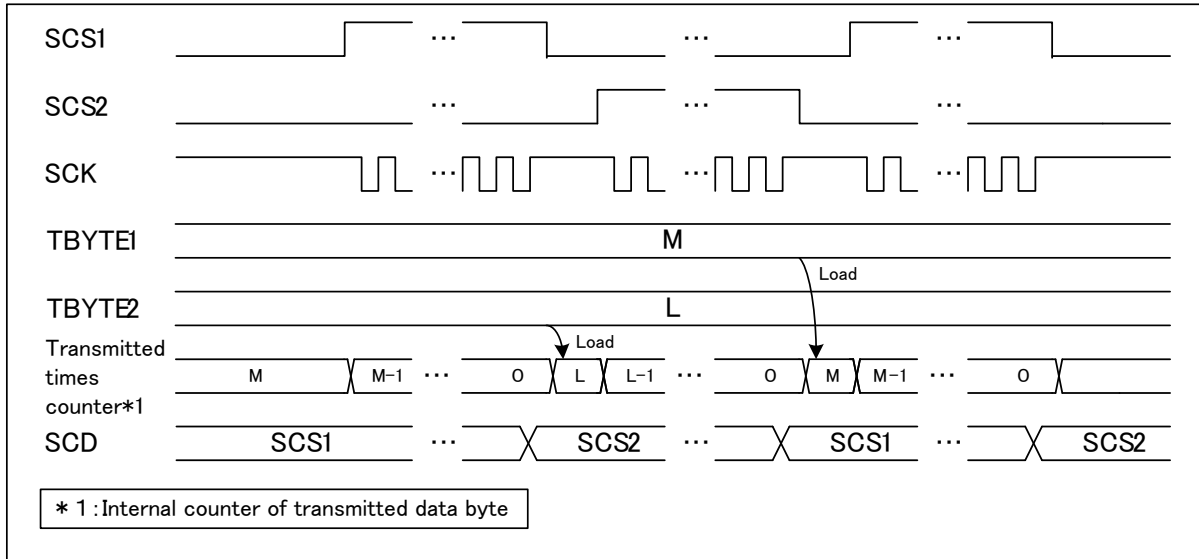 SCS1 ... ... ...
SCS2 ... ... ...
SCK ... ... ...
TBYTE1 M
Load
TBYTE2 L
Load
Transmitted
times
counter*1
M M-1 ... 0 L L-1 ... 0 M M-1 ... 0
SCD SCS1 ... SCS2 ... SCS1 ... SCS2
* 1 : Internal counter of transmitted data byte